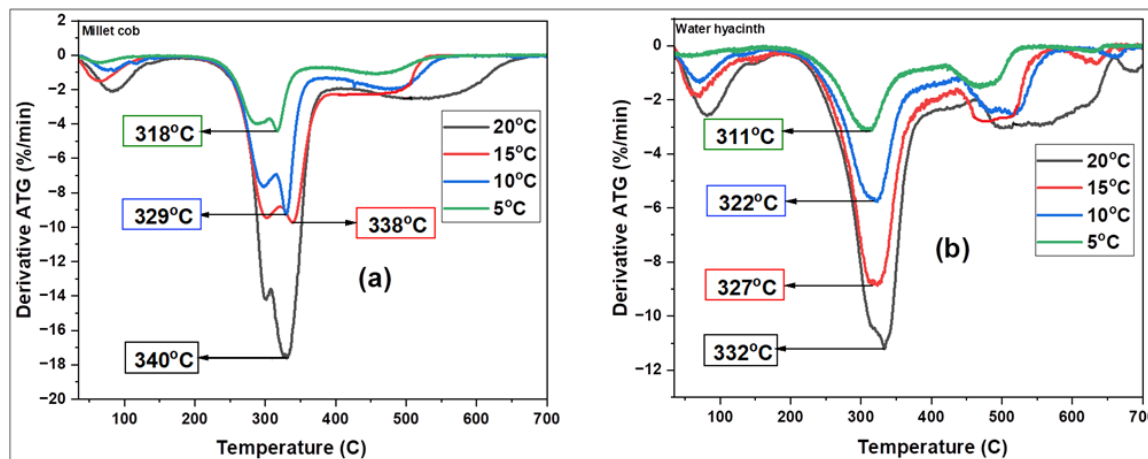 Millet cob
Derivative ATG (%/min)
0
−2
−4
−6
−8
−10
−12
−14
−16
−18
−20
100
200
300
400
500
600
700
Temperature (C)
318°C
329°C
338°C
340°C
20°C
15°C
10°C
5°C
(a)
Water hyacinth
Derivative ATG (%/min)
0
−2
−4
−6
−8
−10
−12
100
200
300
400
500
600
700
Temperature (C)
311°C
322°C
327°C
332°C
20°C
15°C
10°C
5°C
(b)